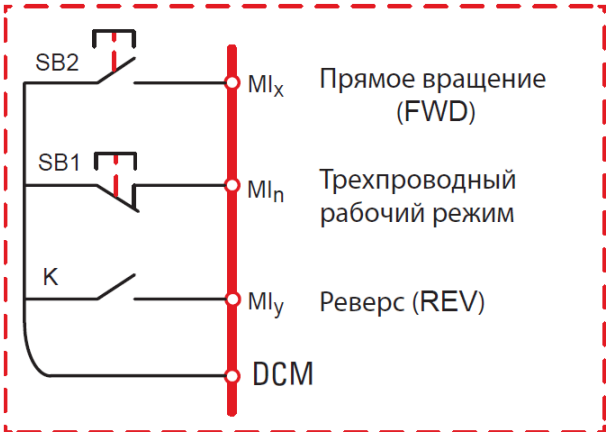 SB2
MIx
Прямое вращение
(FWD)
SB1
MIn
Трехпроводный
рабочий режим
K
MIy
Реверс (REV)
DCM